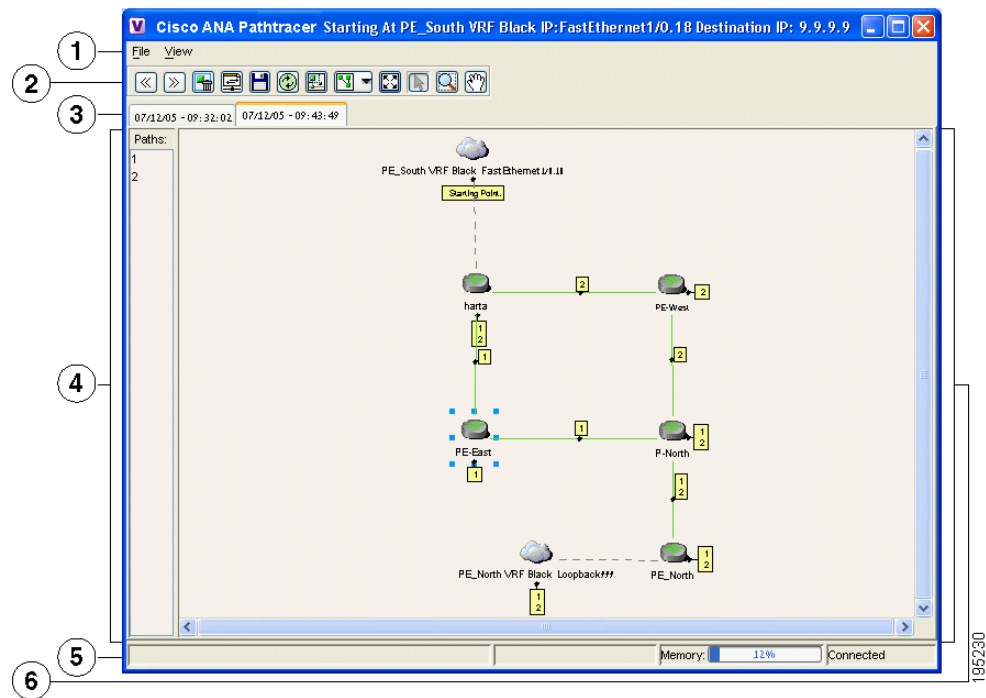 Cisco ANA Pathtracer Starting At PE_South VRF Black IP:FastEthernet1/0.18 Destination IP: 9.9.9.9
1
File View
2
3
07/12/05 - 09:32:02
07/12/05 - 09:43:49
Paths:
1
2
PE_South VRF Black FastEthernet1/0.18
Starting Point.
harta
2
PE-West
2
1
2
1
2
4
PE-East
1
1
P-North
1
2
1
2
PE_North VRF Black Loopback
1
2
PE_North
1
2
5
Memory:
12%
Connected
6
195230